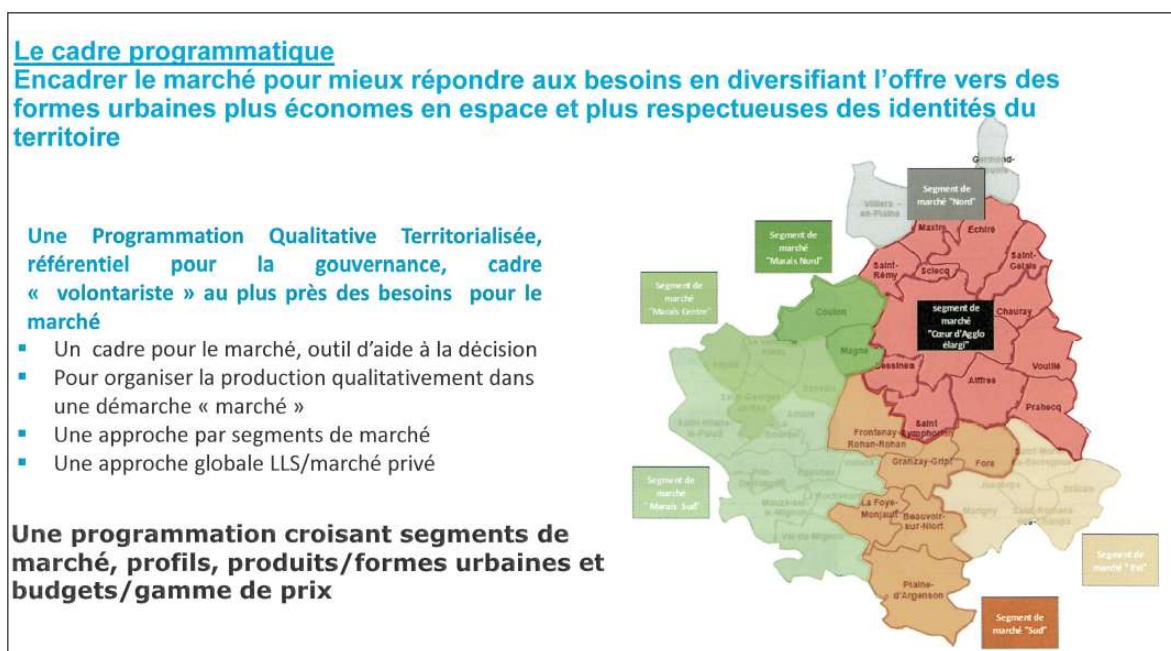 Le cadre programmatique
Encadrer le marché pour mieux répondre aux besoins en diversifiant l'offre vers des
formes urbaines plus économes en espace et plus respectueuses des identités du
territoire
Une Programmation Qualitative Territorialisée,
référentiel pour la gouvernance, cadre
« volontariste » au plus près des besoins pour le
marché
▪ Un cadre pour le marché, outil d'aide à la décision
▪ Pour organiser la production qualitativement dans
une démarche « marché »
▪ Une approche par segments de marché
▪ Une approche globale LLS/marché privé
Une programmation croisant segments de
marché, profils, produits/formes urbaines et
budgets/gamme de prix
Segment de
marché "Nord"
Villiers -
en-Plaine
Segment de
marché
"Marais Nord"
Echiré
Saint-
Rémy
Sciecq
Saint-
Gelais
Segment de
marché
"Marais Centre"
Coulon
segment de
marché
"Cœur d'Agglo
élargi"
Chauray
Magné
Bessines
Vouillé
Aiffres
Prahecq
Saint
Symphorien
Frontenay-
Rohan-Rohan
Granzay-Gript
Fors
Segment de
marché
" Marais Sud"
La Foye-
Monjault
Beauvoir-
sur-Niort
Segment de
marché " Est"
Plaine-
d'Argenson
Segment de
marché "Sud"